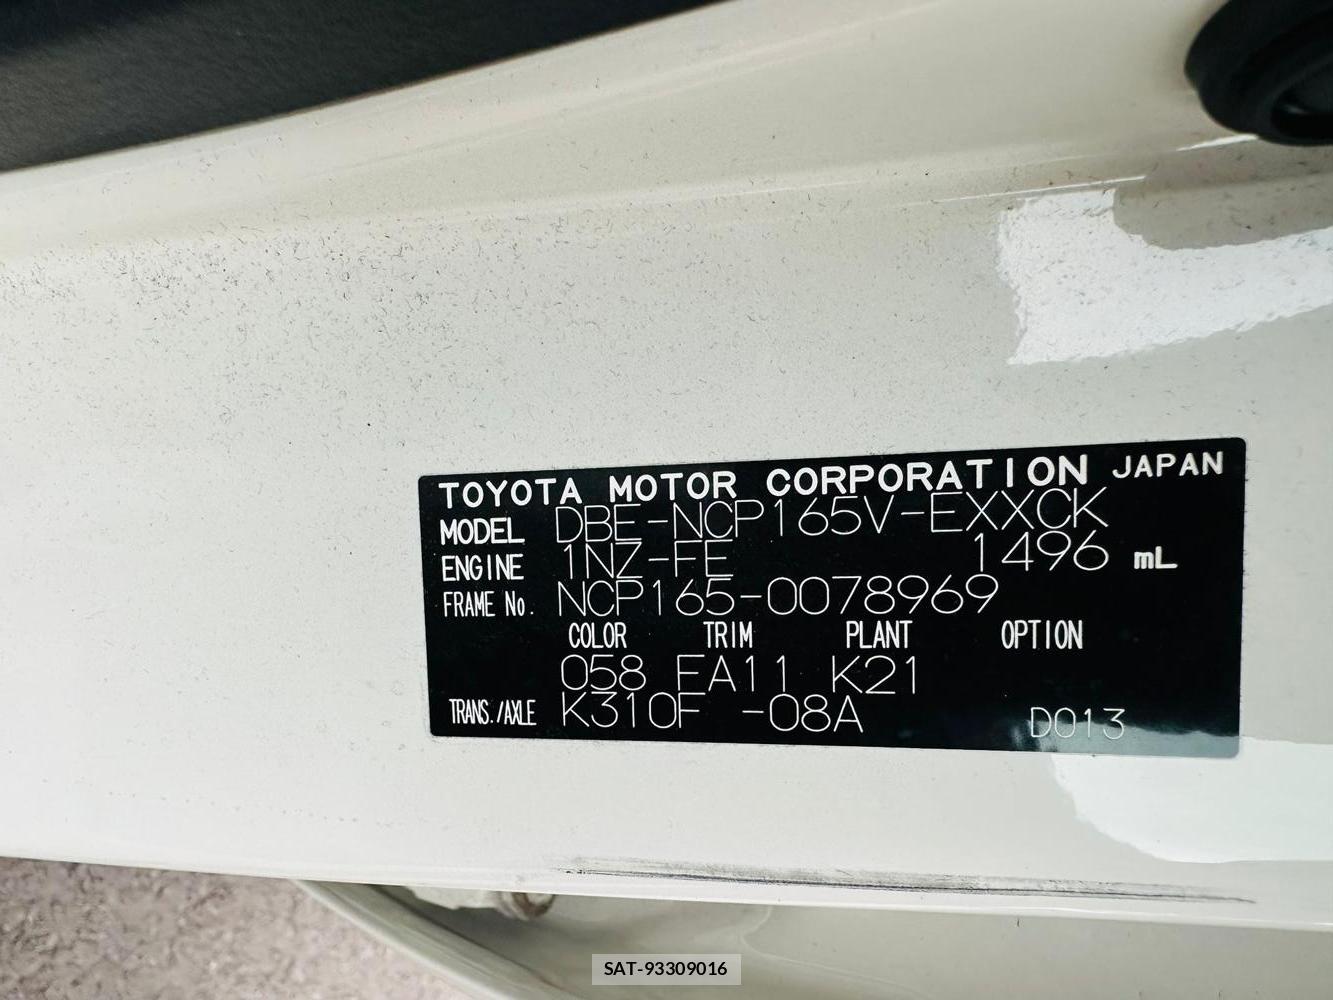 TOYOTA MOTOR CORPORATION JAPAN
MODEL DBE-NCP165V-EXXCK
ENGINE 1NZ-FE 1496 mL
FRAME No. NCP165-0078969
COLOR TRIM PLANT OPTION
058 EA11 K21
TRANS./AXLE K310F -08A D013
SAT-93309016